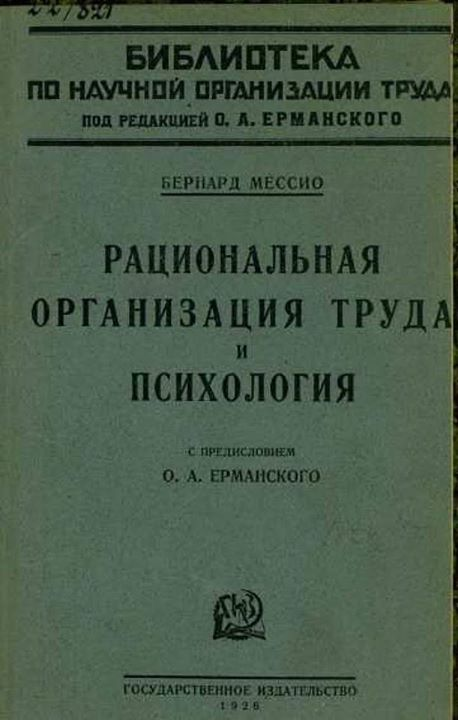 22/821
БИБЛИОТЕКА
ПО НАУЧНОЙ ОРГАНИЗАЦИИ ТРУДА
ПОД РЕДАКЦИЕЙ О. А. ЕРМАНСКОГО
БЕРНАРД МЕССИО
РАЦИОНАЛЬНАЯ
ОРГАНИЗАЦИЯ ТРУДА
И
ПСИХОЛОГИЯ
С ПРЕДИСЛОВИЕМ
О. А. ЕРМАНСКОГО
ГИЗ
ГОСУДАРСТВЕННОЕ ИЗДАТЕЛЬСТВО
1926